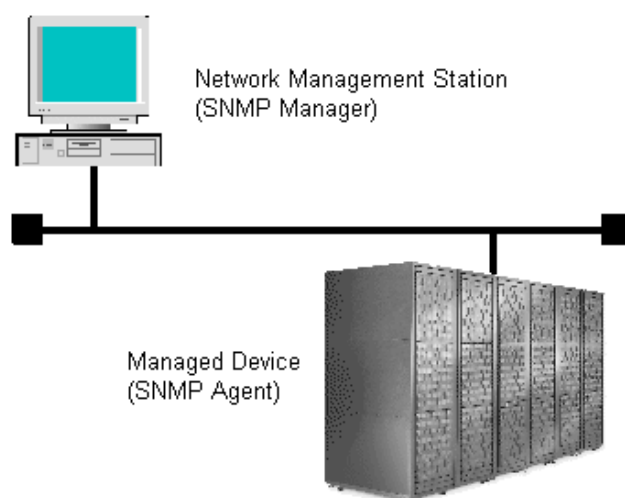 Network Management Station
(SNMP Manager)
Managed Device
(SNMP Agent)